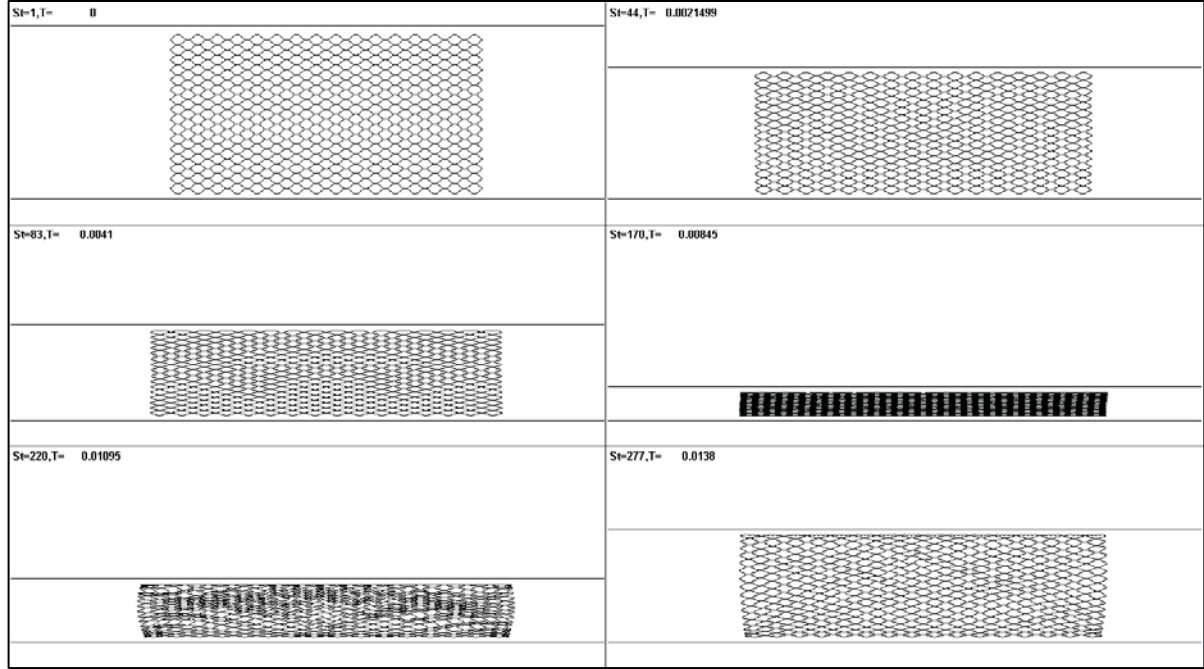 St=1,T= 0
St=44,T= 0.0021499
St=83,T= 0.0041
St=170,T= 0.00845
St=220,T= 0.01095
St=277,T= 0.0138